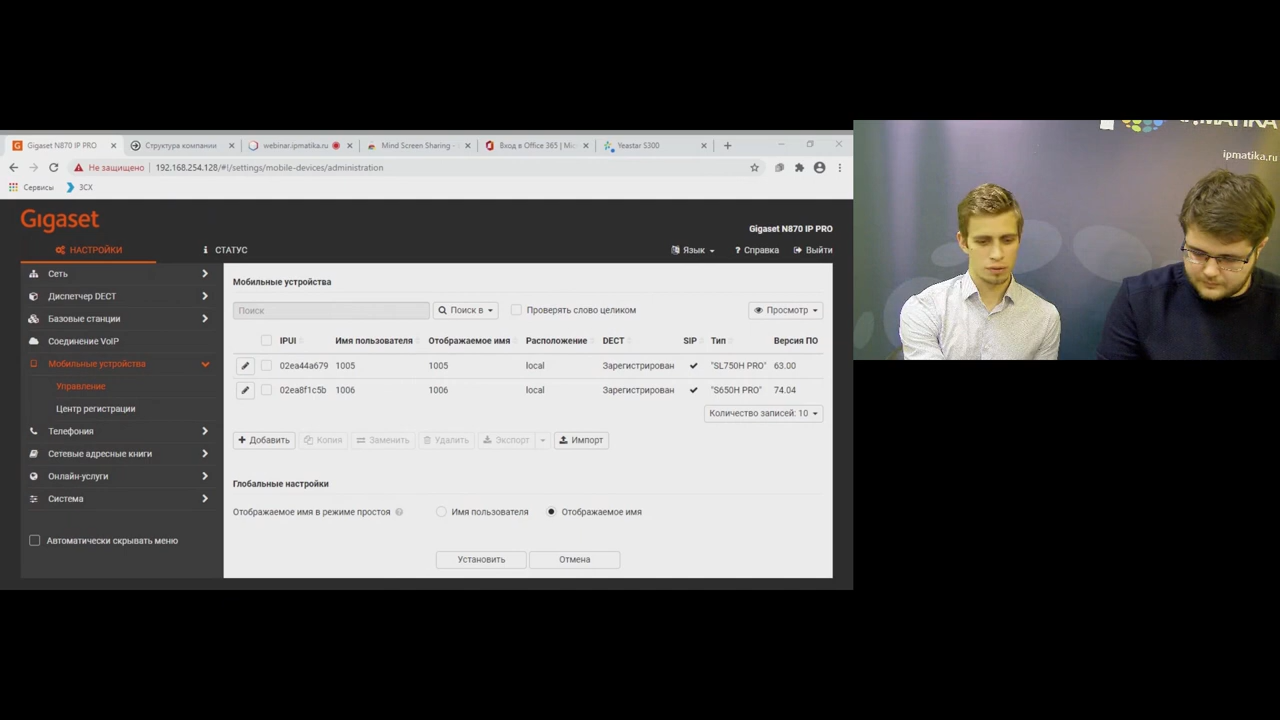 Gigaset N870 IP PRO
Структура компании
webinar.ipmatika.ru
Mind Screen Sharing -
Вход в Office 365 | Mic
Yeastar S300
Не защищено
192.168.254.128/#!/settings/mobile-devices/administration
Сервисы
3CX
Gigaset
Gigaset N870 IP PRO
НАСТРОЙКИ
СТАТУС
Язык
Справка
Выйти
Сеть
Диспетчер DECT
Базовые станции
Соединение VoIP
Мобильные устройства
Управление
Центр регистрации
Телефония
Сетевые адресные книги
Онлайн-услуги
Система
Автоматически скрывать меню
Мобильные устройства
Поиск
Поиск в
Проверять слово целиком
Просмотр
IPUI Имя пользователя Отображаемое имя Расположение DECT SIP Тип Версия ПО
02ea44a679 1005 1005 local Зарегистрирован "SL750H PRO" 63.00
02ea8f1c5b 1006 1006 local Зарегистрирован "S650H PRO" 74.04
Количество записей: 10
Добавить Копия Заменить Удалить Экспорт Импорт
Глобальные настройки
Отображаемое имя в режиме простоя Имя пользователя Отображаемое имя
Установить Отмена
ipmatika.ru